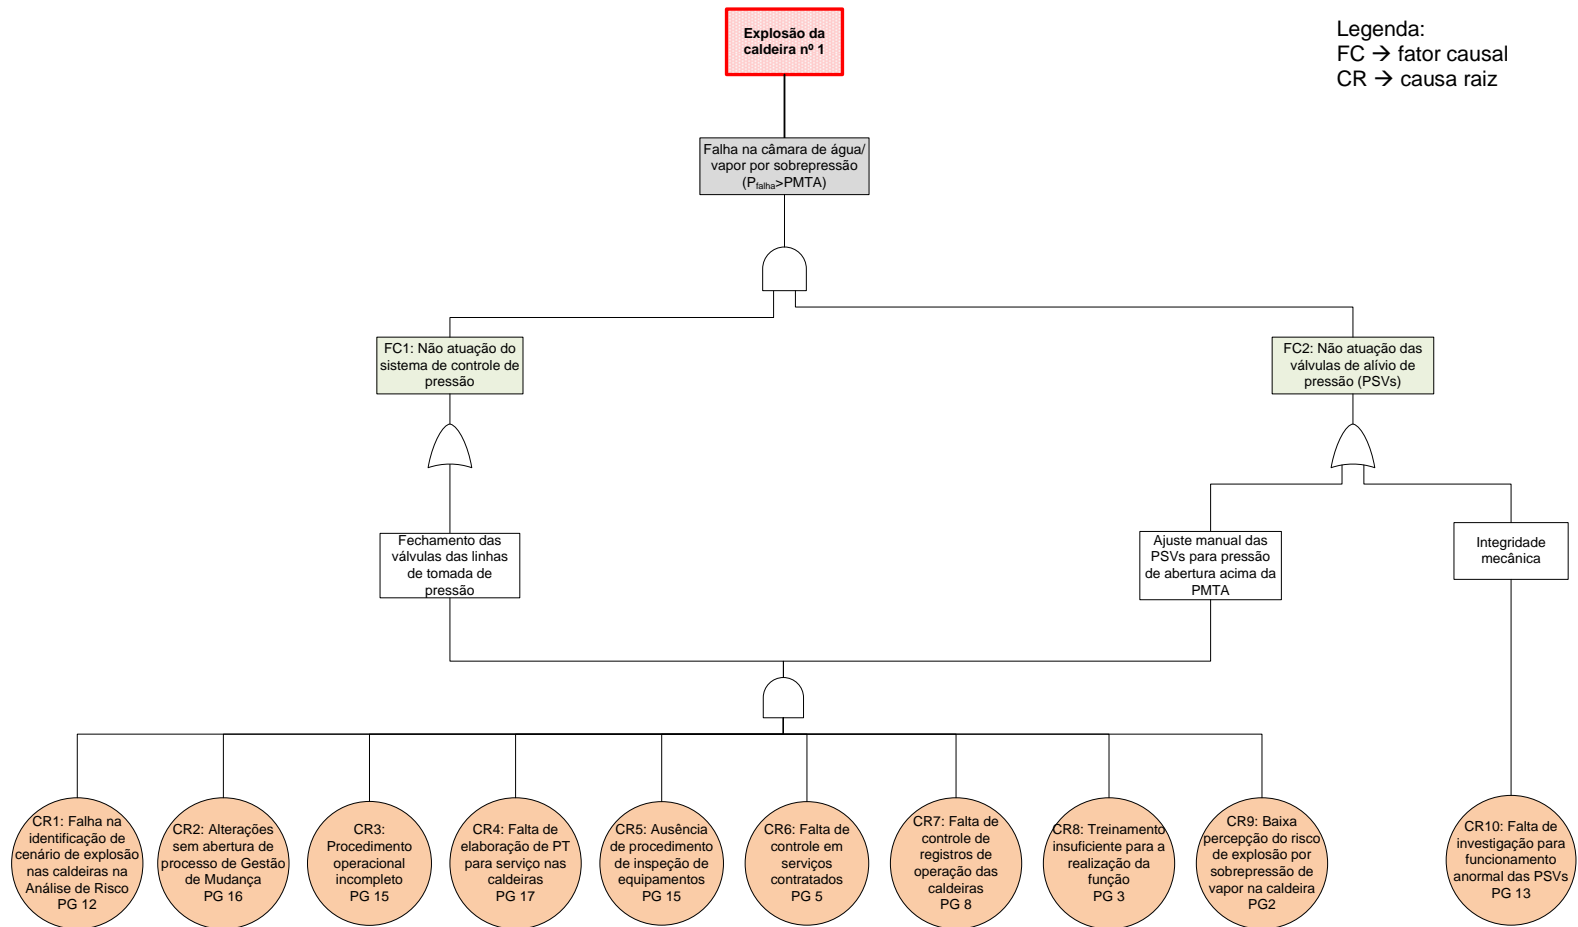 Explosão da
caldeira nº 1
Legenda:
FC → fator causal
CR → causa raiz
Falha na câmara de água/
vapor por sobrepressão
(Pfalha>PMTA)
FC1: Não atuação do
sistema de controle de
pressão
FC2: Não atuação das
válvulas de alívio de
pressão (PSVs)
Fechamento das
válvulas das linhas
de tomada de
pressão
Ajuste manual das
PSVs para pressão
de abertura acima da
PMTA
Integridade
mecânica
CR1: Falha na
identificação de
cenário de explosão
nas caldeiras na
Análise de Risco
PG 12
CR2: Alterações
sem abertura de
processo de Gestão
de Mudança
PG 16
CR3:
Procedimento
operacional
incompleto
PG 15
CR4: Falta de
elaboração de PT
para serviço nas
caldeiras
PG 17
CR5: Ausência
de procedimento
de inspeção de
equipamentos
PG 15
CR6: Falta de
controle em
serviços
contratados
PG 5
CR7: Falta de
controle de
registros de
operação das
caldeiras
PG 8
CR8: Treinamento
insuficiente para a
realização da
função
PG 3
CR9: Baixa
percepção do risco
de explosão por
sobrepressão de
vapor na caldeira
PG2
CR10: Falta de
investigação para
funcionamento
anormal das PSVs
PG 13